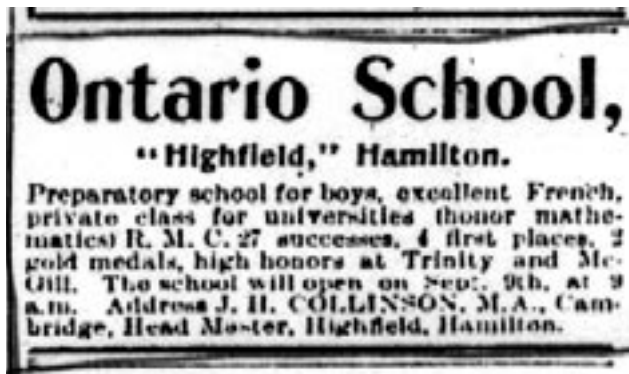 Ontario School,
"Highfield," Hamilton.
Preparatory school for boys, excellent French,
private class for universities (honor mathe-
matics) R. M. C. 27 successes, 4 first places, 2
gold medals, high honors at Trinity and Mc-
Gill. The school will open on Sept. 9th, at 9
a.m. Address J. H. COLLINSON, M.A., Cam-
bridge, Head Master, Highfield, Hamilton.